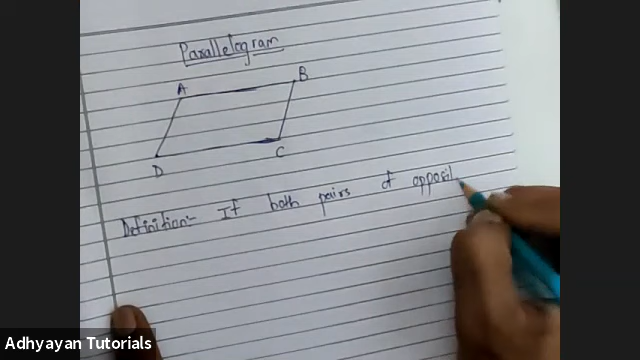 Parallelogram
A
B
D
C
Definition:- If both pairs of opposit
Adhyayan Tutorials